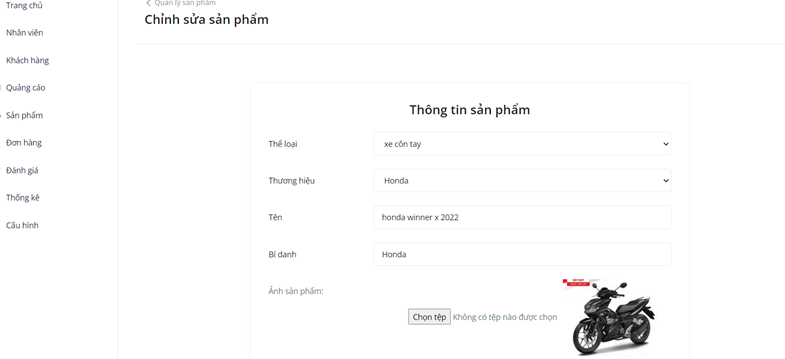 Trang chủ
Nhân viên
Khách hàng
Quảng cáo
Sản phẩm
Đơn hàng
Đánh giá
Thống kê
Cấu hình
Quản lý sản phẩm
Chỉnh sửa sản phẩm
Thông tin sản phẩm
Thể loại xe côn tay
Thương hiệu Honda
Tên honda winner x 2022
Bí danh Honda
Ảnh sản phẩm:
Chọn tệp Không có tệp nào được chọn